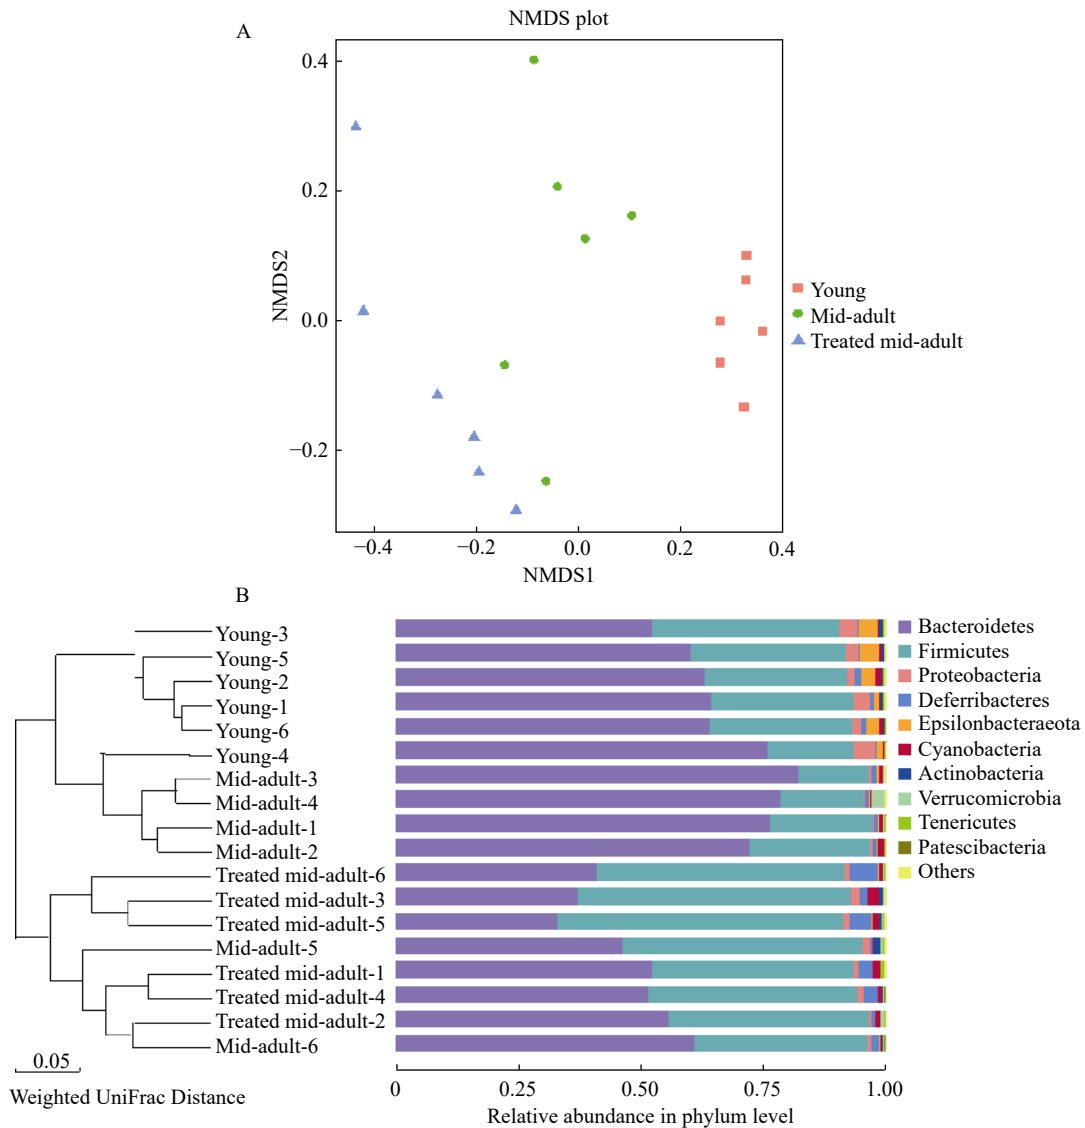 NMDS plot
A
0.4
0.2
0.0
−0.2
NMDS2
−0.4
−0.2
0.0
0.2
0.4
NMDS1
Young
Mid-adult
Treated mid-adult
B
Young-3
Young-5
Young-2
Young-1
Young-6
Young-4
Mid-adult-3
Mid-adult-4
Mid-adult-1
Mid-adult-2
Treated mid-adult-6
Treated mid-adult-3
Treated mid-adult-5
Mid-adult-5
Treated mid-adult-1
Treated mid-adult-4
Treated mid-adult-2
Mid-adult-6
0.05
Weighted UniFrac Distance
Bacteroidetes
Firmicutes
Proteobacteria
Deferribacteres
Epsilonbacteraeota
Cyanobacteria
Actinobacteria
Verrucomicrobia
Tenericutes
Patescibacteria
Others
0
0.25
0.50
0.75
1.00
Relative abundance in phylum level